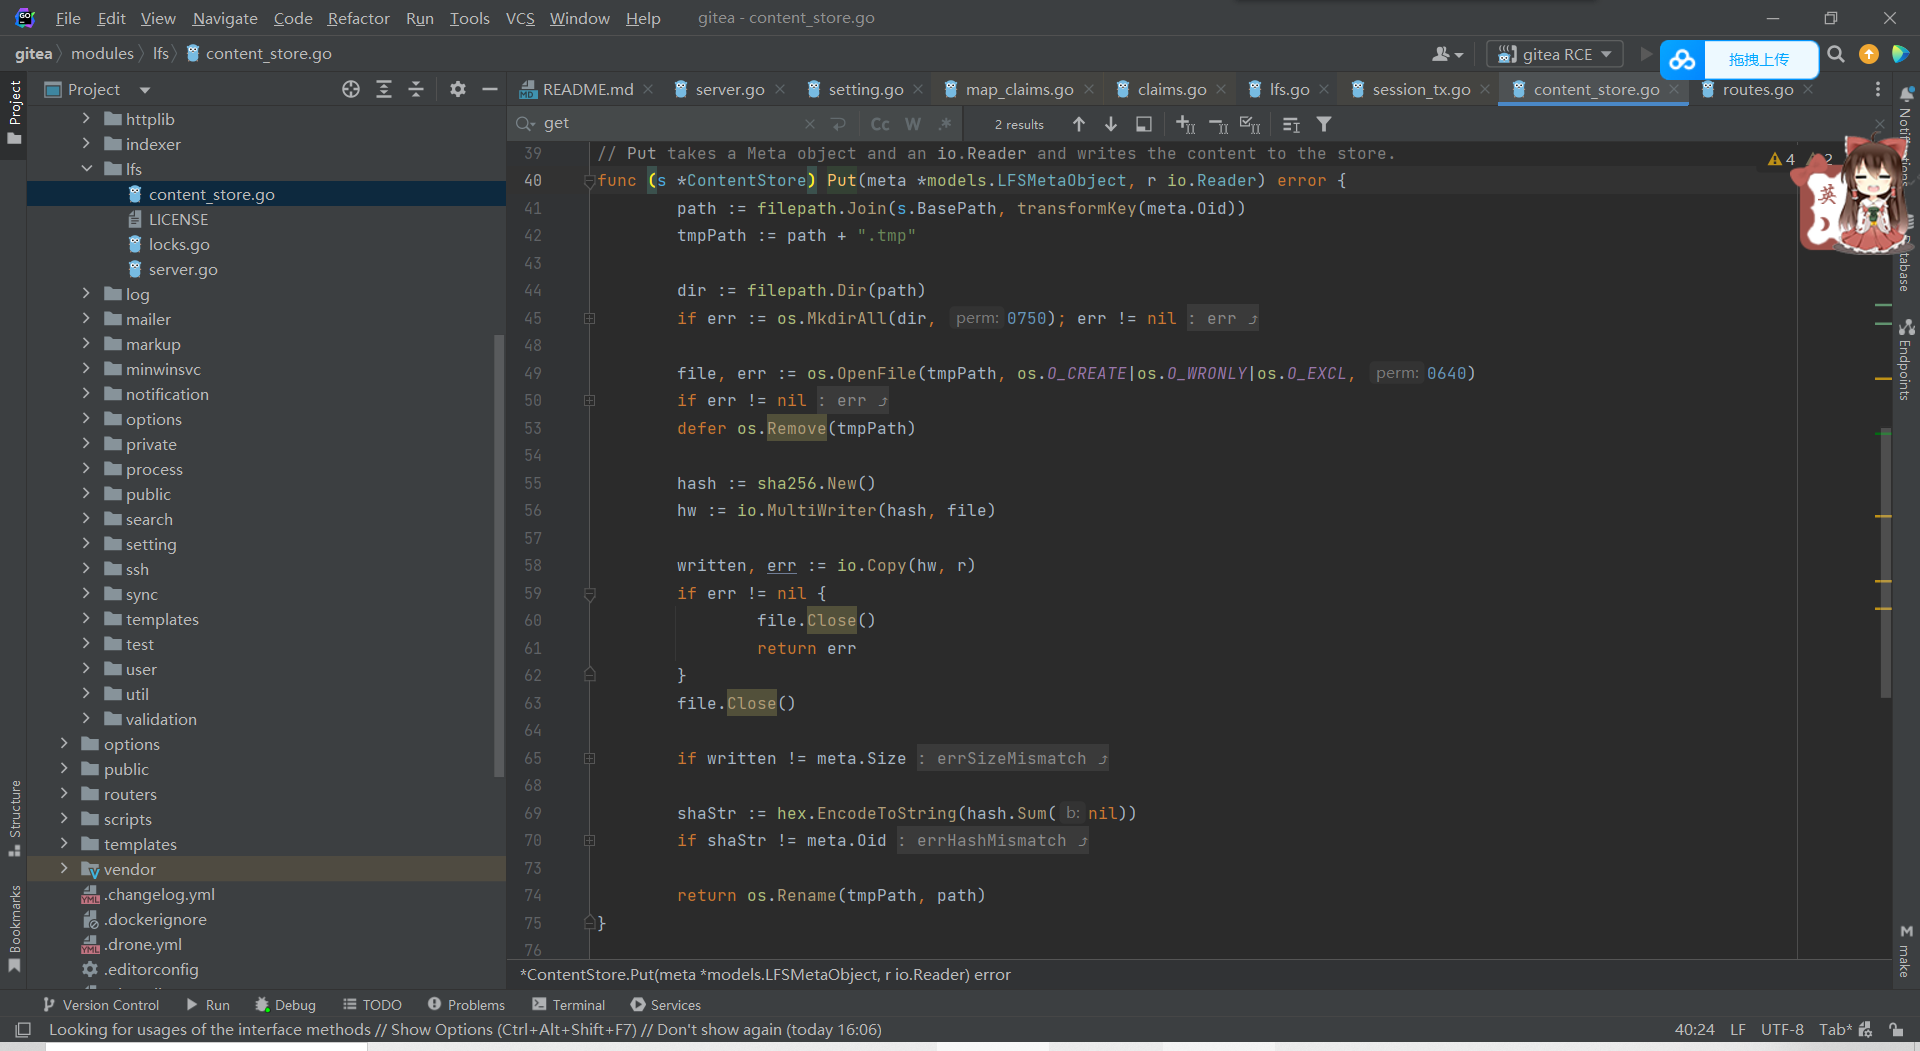 File Edit View Navigate Code Refactor Run Tools VCS Window Help gitea - content_store.go
gitea modules lfs content_store.go
gitea RCE
拖拽上传
Project
README.md server.go setting.go map_claims.go claims.go lfs.go session_tx.go content_store.go routes.go
get
Cc W .*
2 results
httplib
indexer
lfs
content_store.go
LICENSE
locks.go
server.go
log
mailer
markup
minwinsvc
notification
options
private
process
public
search
setting
ssh
sync
templates
test
user
util
validation
options
public
routers
scripts
templates
vendor
.changelog.yml
.dockerignore
.drone.yml
.editorconfig
Project
Structure
Bookmarks
39 // Put takes a Meta object and an io.Reader and writes the content to the store.
40 func (s *ContentStore) Put(meta *models.LFSMetaObject, r io.Reader) error {
41 path := filepath.Join(s.BasePath, transformKey(meta.Oid))
42 tmpPath := path + ".tmp"
43
44 dir := filepath.Dir(path)
45 if err := os.MkdirAll(dir, perm: 0750); err != nil : err
48
49 file, err := os.OpenFile(tmpPath, os.O_CREATE|os.O_WRONLY|os.O_EXCL, perm: 0640)
50 if err != nil : err
53 defer os.Remove(tmpPath)
54
55 hash := sha256.New()
56 hw := io.MultiWriter(hash, file)
57
58 written, err := io.Copy(hw, r)
59 if err != nil {
60 file.Close()
61 return err
62 }
63 file.Close()
64
65 if written != meta.Size : errSizeMismatch
68
69 shaStr := hex.EncodeToString(hash.Sum( b: nil))
70 if shaStr != meta.Oid : errHashMismatch
73
74 return os.Rename(tmpPath, path)
75 }
76
4 2
英
Endpoints
make
*ContentStore.Put(meta *models.LFSMetaObject, r io.Reader) error
Version Control Run Debug TODO Problems Terminal Services
Looking for usages of the interface methods // Show Options (Ctrl+Alt+Shift+F7) // Don't show again (today 16:06)
40:24 LF UTF-8 Tab*